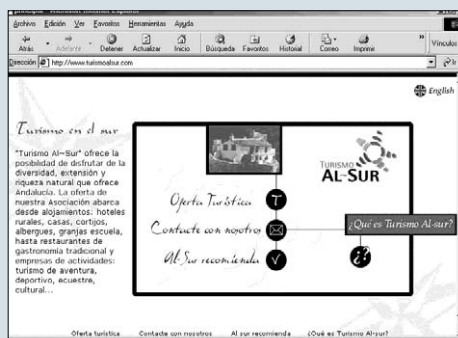 Archivo Edición Ver Favoritos Herramientas Ayuda
Atrás Adelante Detener Actualizar Inicio Búsqueda Favoritos Historial Correo Imprimir » Vínculos
Dirección http://www.turismoalsur.com
English
Turismo en el sur
"Turismo Al-Sur" ofrece la
posibilidad de disfrutar de la
diversidad, extensión y
riqueza natural que ofrece
Andalucía. La oferta de
nuestra Asociación abarca
desde alojamientos: hoteles
rurales, casas, cortijos,
albergues, granjas escuela,
hasta restaurantes de
gastronomía tradicional y
empresas de actividades:
turismo de aventura,
deportivo, ecuestre,
cultural...
TURISMO
AL-SUR
Oferta Turística
Contacte con nosotros
Al-Sur recomienda
¿Qué es Turismo Al-sur?
¿?
Oferta turística Contacte con nosotros Al sur recomienda ¿Qué es Turismo Al-sur?